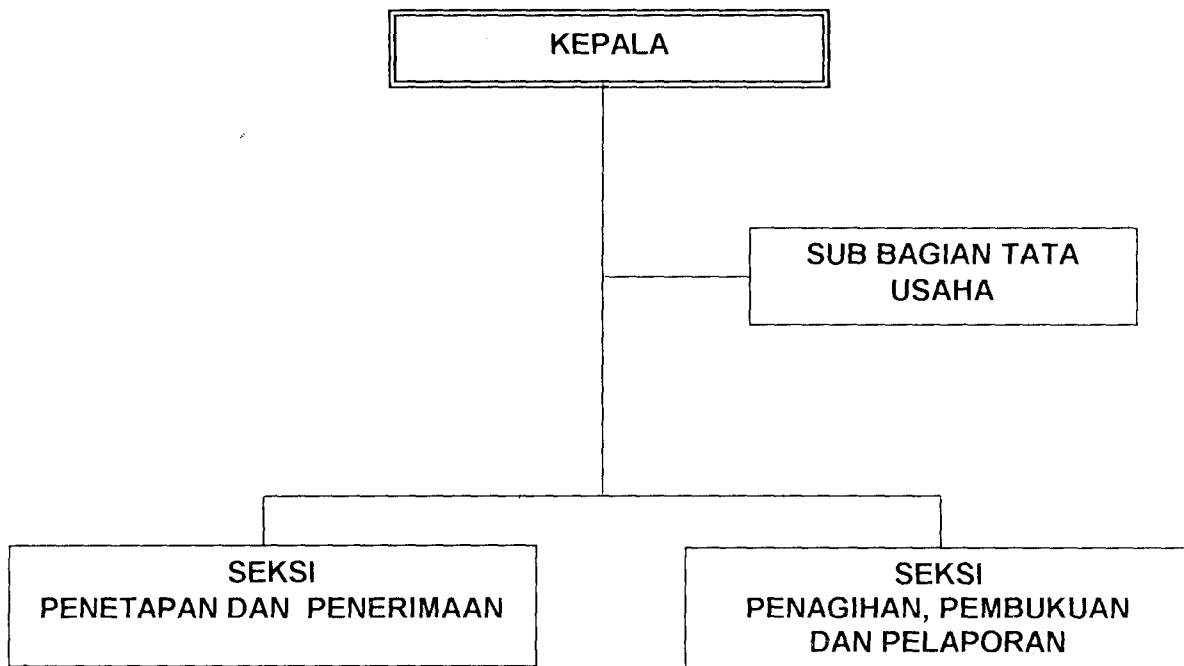 KEPALA
SUB BAGIAN TATA
USAHA
SEKSI
PENETAPAN DAN PENERIMAAN
SEKSI
PENAGIHAN, PEMBUKUAN
DAN PELAPORAN